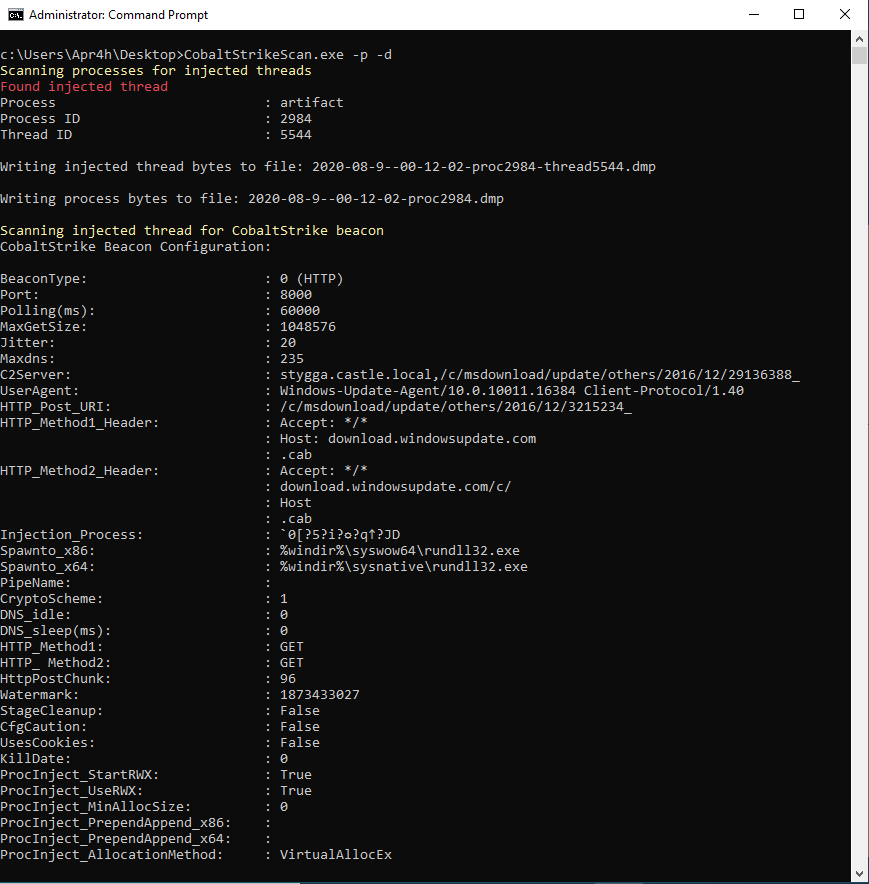 Administrator: Command Prompt
c:\Users\Apr4h\Desktop>CobaltStrikeScan.exe -p -d
Scanning processes for injected threads
Found injected thread
Process : artifact
Process ID : 2984
Thread ID : 5544
Writing injected thread bytes to file: 2020-08-9--00-12-02-proc2984-thread5544.dmp
Writing process bytes to file: 2020-08-9--00-12-02-proc2984.dmp
Scanning injected thread for CobaltStrike beacon
CobaltStrike Beacon Configuration:
BeaconType: : 0 (HTTP)
Port: : 8000
Polling(ms): : 60000
MaxGetSize: : 1048576
Jitter: : 20
Maxdns: : 235
C2Server: : stygga.castle.local,/c/msdownload/update/others/2016/12/29136388_
UserAgent: : Windows-Update-Agent/10.0.10011.16384 Client-Protocol/1.40
HTTP_Post_URI: : /c/msdownload/update/others/2016/12/3215234_
HTTP_Method1_Header: : Accept: */*
: Host: download.windowsupdate.com
: .cab
HTTP_Method2_Header: : Accept: */*
: download.windowsupdate.com/c/
: Host
: .cab
Injection_Process: : `0[?5?i?¤?q↑?JD
Spawnto_x86: : %windir%\syswow64\rundll32.exe
Spawnto_x64: : %windir%\sysnative\rundll32.exe
PipeName: :
CryptoScheme: : 1
DNS_idle: : 0
DNS_sleep(ms): : 0
HTTP_Method1: : GET
HTTP_ Method2: : GET
HttpPostChunk: : 96
Watermark: : 1873433027
StageCleanup: : False
CfgCaution: : False
UsesCookies: : False
KillDate: : 0
ProcInject_StartRWX: : True
ProcInject_UseRWX: : True
ProcInject_MinAllocSize: : 0
ProcInject_PrependAppend_x86: :
ProcInject_PrependAppend_x64: :
ProcInject_AllocationMethod: : VirtualAllocEx